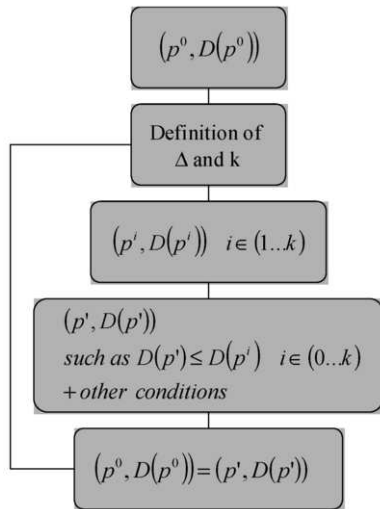 (p⁰, D(p⁰))
Definition of
Δ and k
(pⁱ, D(pⁱ)) i∈(1...k)
(p', D(p'))
such as D(p') ≤ D(pⁱ) i∈(0...k)
+ other conditions
(p⁰, D(p⁰)) = (p', D(p'))